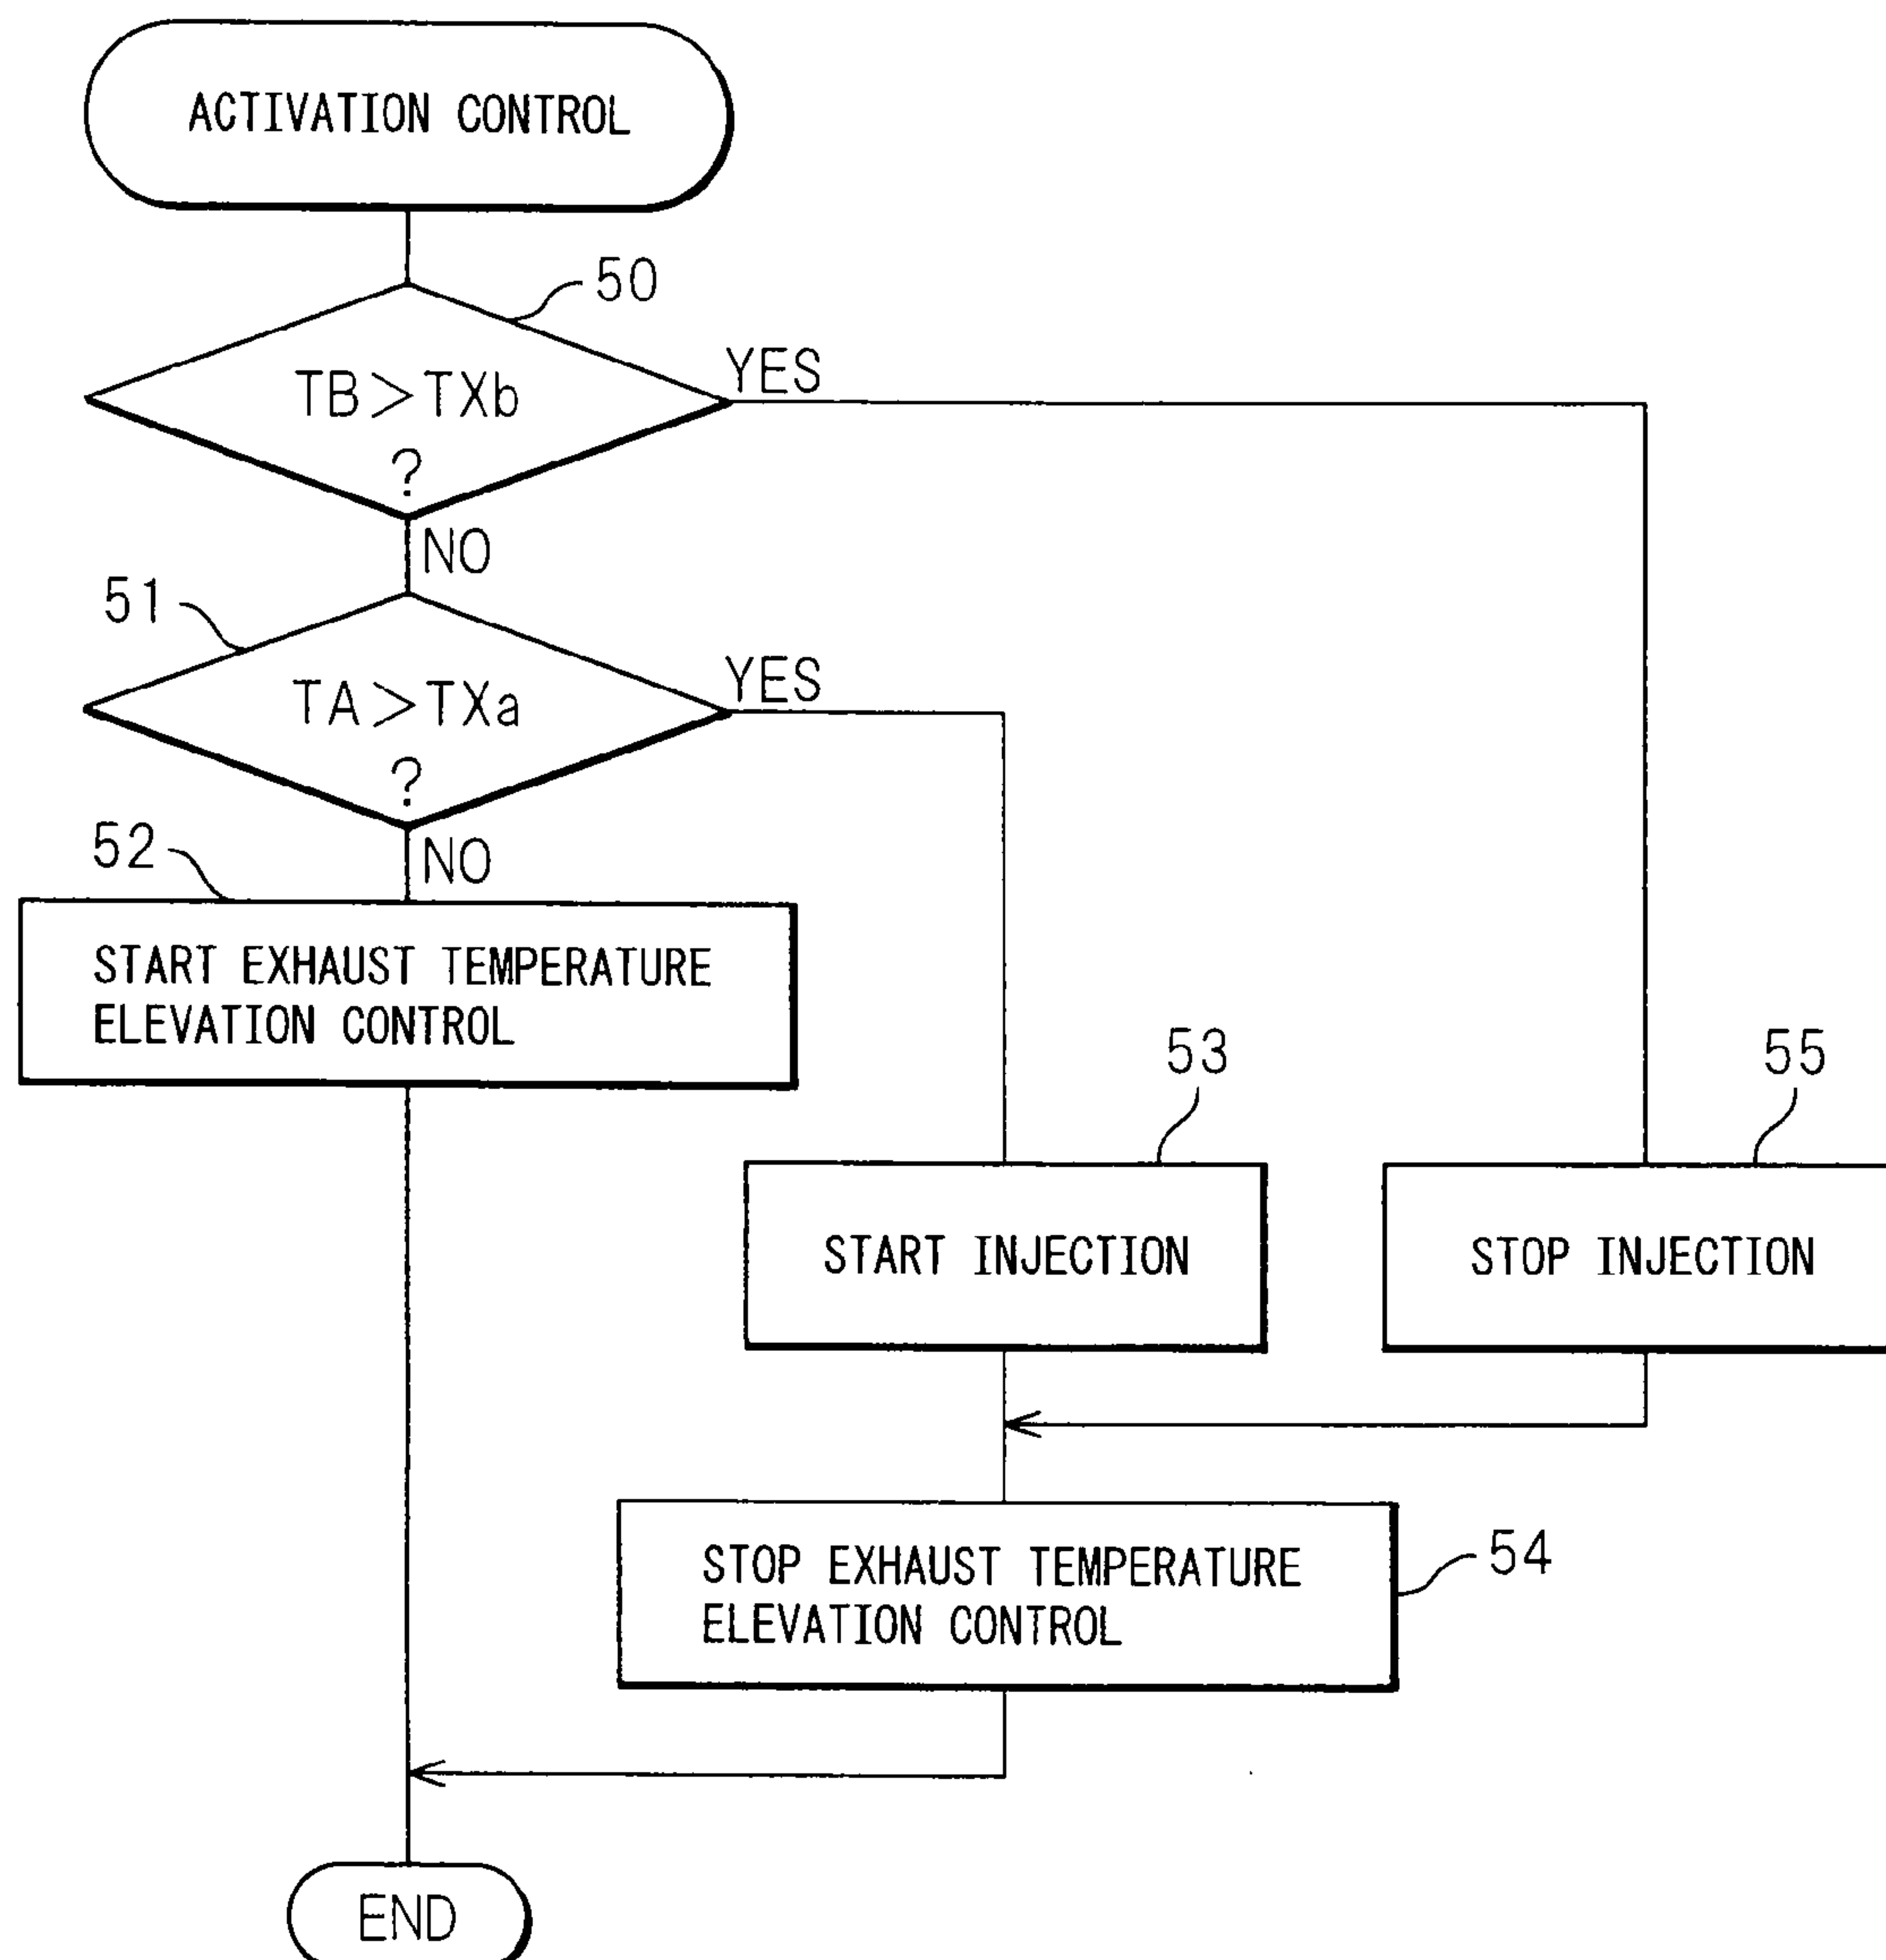 ACTIVATION CONTROL
50
TB>TXb
?
YES
NO
51
TA>TXa
?
YES
NO
52
START EXHAUST TEMPERATURE
ELEVATION CONTROL
53
START INJECTION
55
STOP INJECTION
STOP EXHAUST TEMPERATURE
ELEVATION CONTROL
54
END